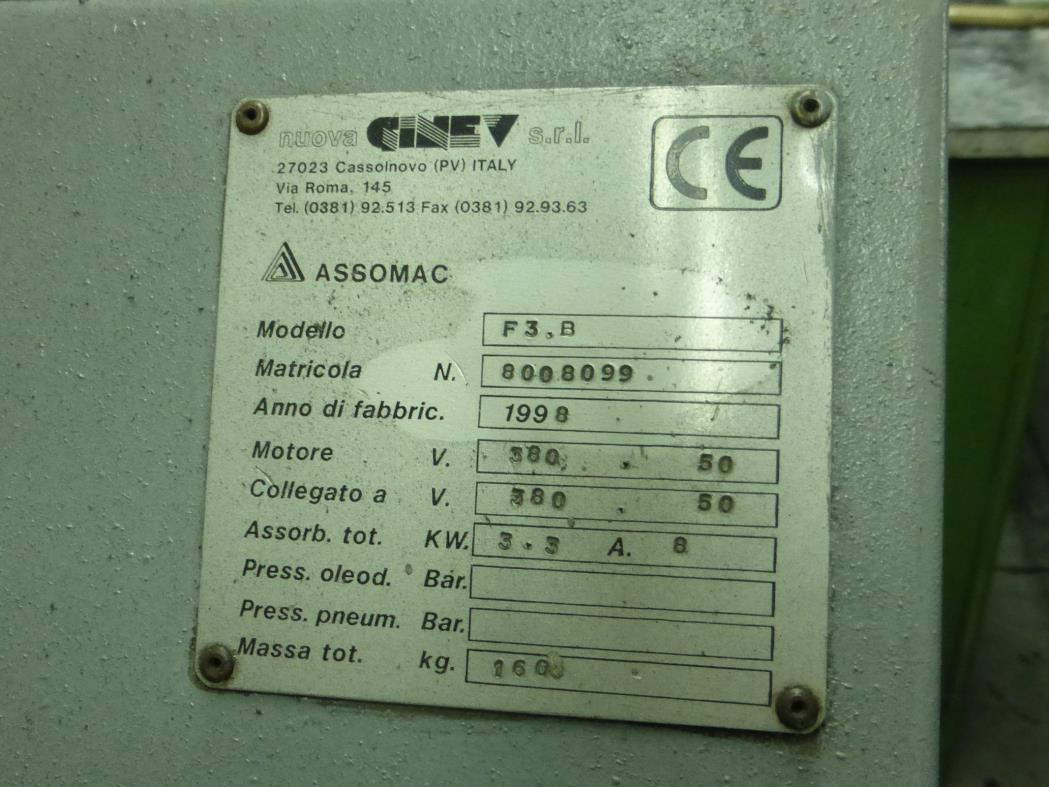 nuova CINEV s.r.l.
27023 Cassolnovo (PV) ITALY
Via Roma, 145
Tel. (0381) 92.513 Fax (0381) 92.93.63
CE
ASSOMAC
Modello F3.B
Matricola N. 8008099
Anno di fabbric. 1998
Motore V. 380 50
Collegato a V. 380 50
Assorb. tot. KW. 3.3 A. 8
Press. oleod. Bar.
Press. pneum. Bar.
Massa tot. kg.